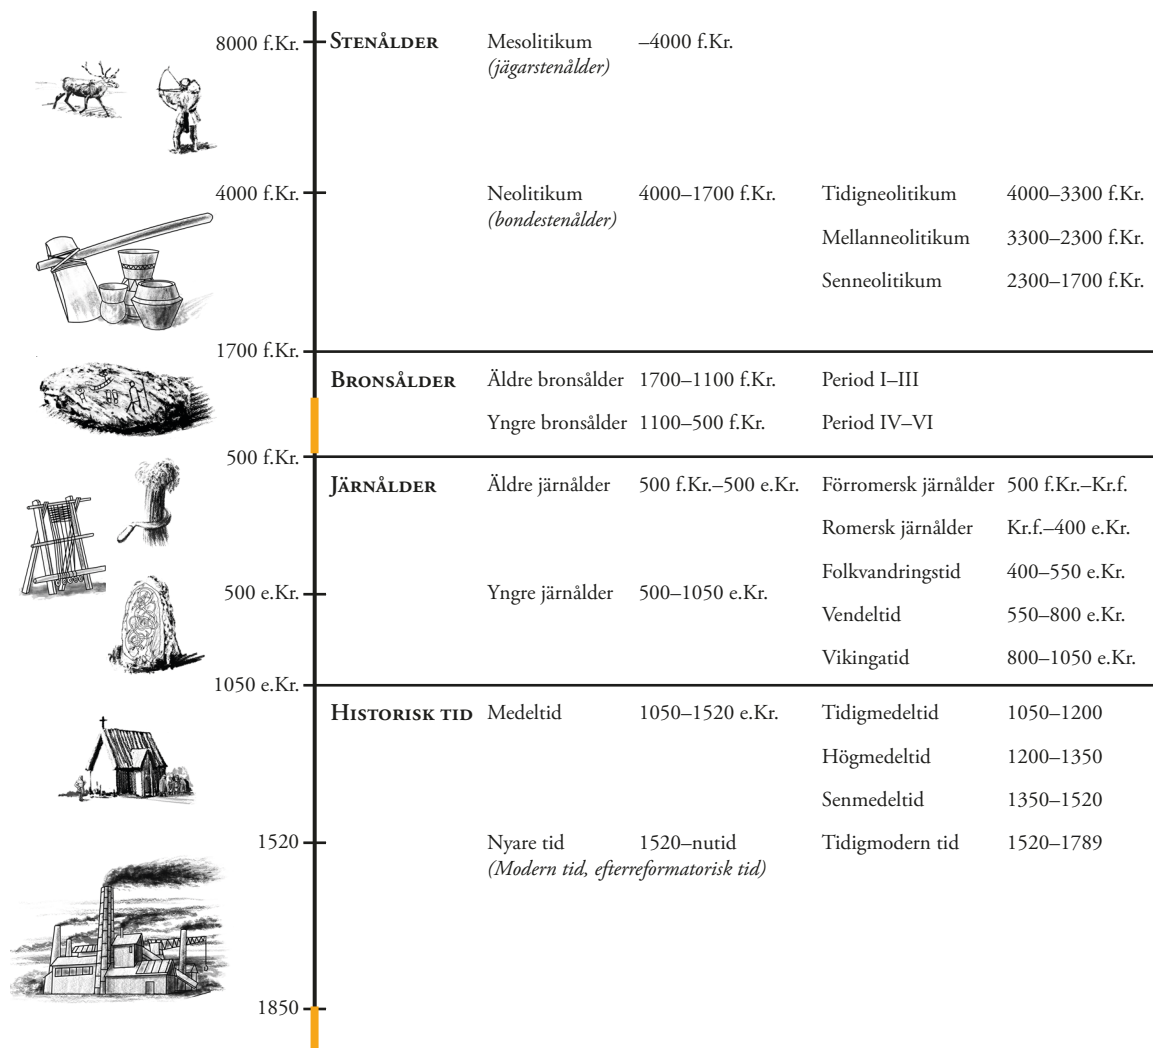 8000 f.Kr. STENÅLDER Mesolitikum –4000 f.Kr.
(jägarstenålder)
4000 f.Kr. Neolitikum 4000–1700 f.Kr. Tidigneolitikum 4000–3300 f.Kr.
(bondestenålder)
Mellanneolitikum 3300–2300 f.Kr.
Senneolitikum 2300–1700 f.Kr.
1700 f.Kr.
BRONSÅLDER Äldre bronsålder 1700–1100 f.Kr. Period I–III
Yngre bronsålder 1100–500 f.Kr. Period IV–VI
500 f.Kr.
JÄRNÅLDER Äldre järnålder 500 f.Kr.–500 e.Kr. Förromersk järnålder 500 f.Kr.–Kr.f.
Romersk järnålder Kr.f.–400 e.Kr.
Folkvandringstid 400–550 e.Kr.
500 e.Kr. Yngre järnålder 500–1050 e.Kr.
Vendeltid 550–800 e.Kr.
Vikingatid 800–1050 e.Kr.
1050 e.Kr.
HISTORISK TID Medeltid 1050–1520 e.Kr. Tidigmedeltid 1050–1200
Högmedeltid 1200–1350
Senmedeltid 1350–1520
1520 Nyare tid 1520–nutid Tidigmodern tid 1520–1789
(Modern tid, efterreformatorisk tid)
1850